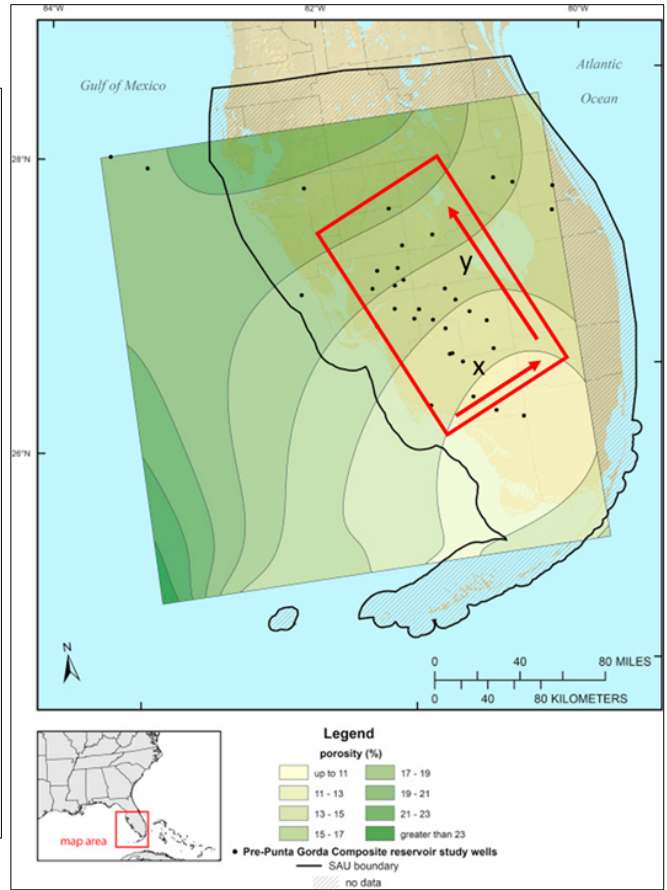 84°W
82°W
80°W
Gulf of Mexico
Atlantic
Ocean
28°N
y
x
26°N
N
0 40 80 MILES
0 40 80 KILOMETERS
Legend
porosity (%)
up to 11
11 - 13
13 - 15
15 - 17
17 - 19
19 - 21
21 - 23
greater than 23
map area
Pre-Punta Gorda Composite reservoir study wells
SAU boundary
no data